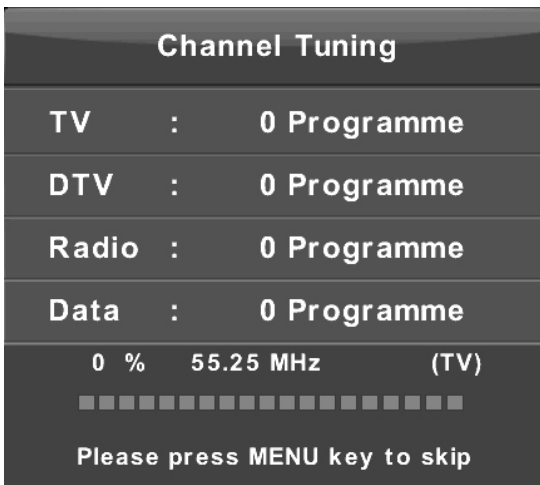 Channel Tuning
TV : 0 Programme
DTV : 0 Programme
Radio : 0 Programme
Data : 0 Programme
0 % 55.25 MHz (TV)
Please press MENU key to skip